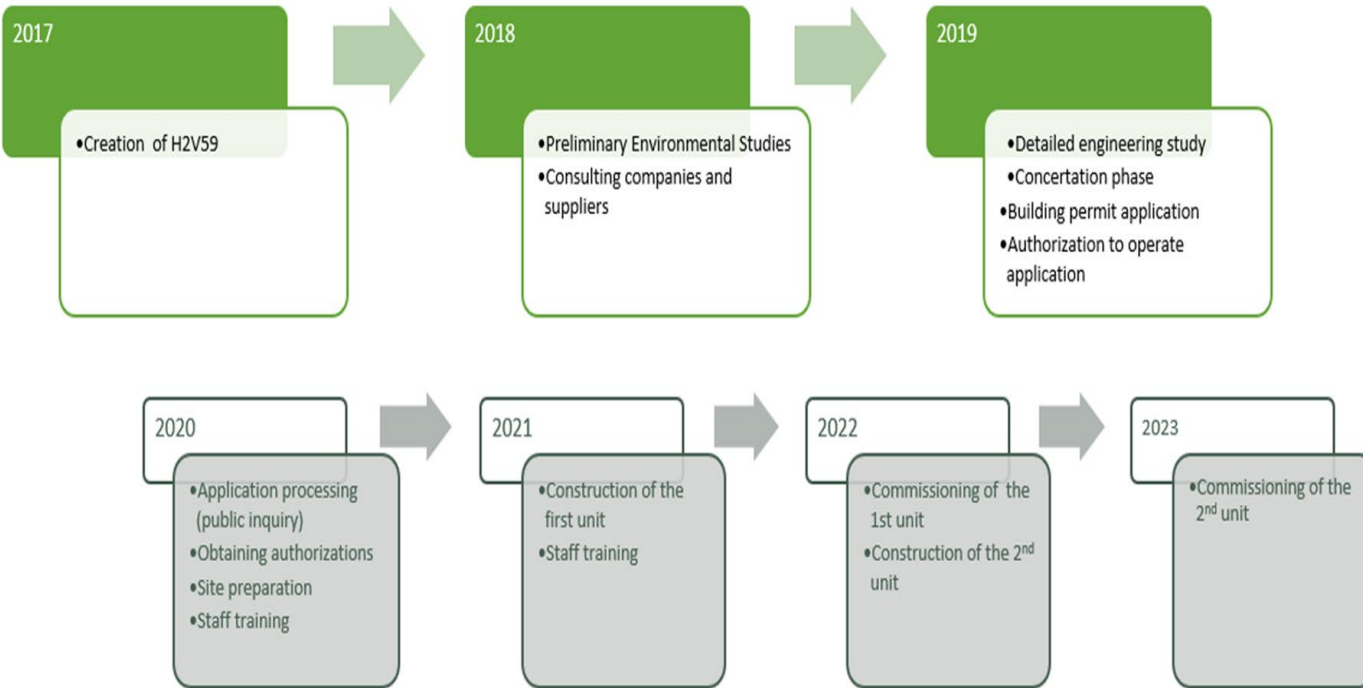 2017
•Creation of H2V59
2018
•Preliminary Environmental Studies
•Consulting companies and
suppliers
2019
•Detailed engineering study
•Concertation phase
•Building permit application
•Authorization to operate
application
2020
•Application processing
(public inquiry)
•Obtaining authorizations
•Site preparation
•Staff training
2021
•Construction of the
first unit
•Staff training
2022
•Commissioning of the
1st unit
•Construction of the 2nd
unit
2023
•Commissioning of the
2nd unit